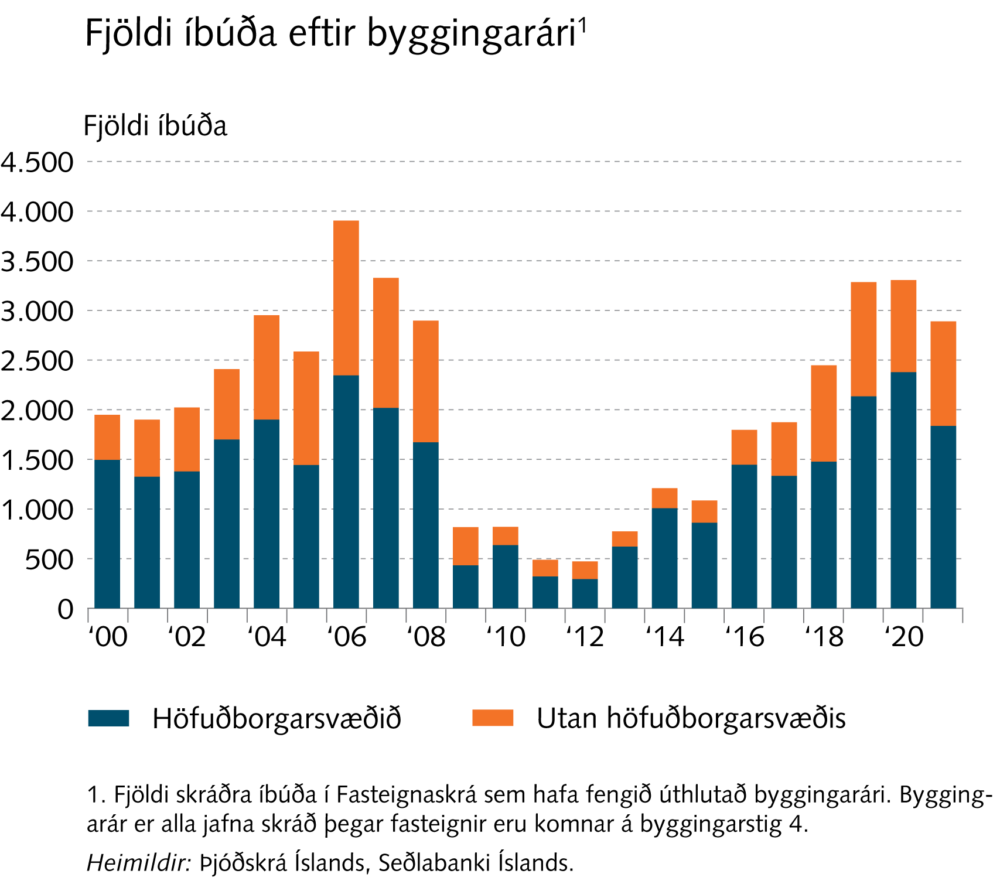 Fjöldi íbúða eftir byggingarári¹
Fjöldi íbúða
4.500
4.000
3.500
3.000
2.500
2.000
1.500
1.000
500
0
‘00 ‘02 ‘04 ‘06 ‘08 ‘10 ‘12 ‘14 ‘16 ‘18 ‘20
Höfuðborgarsvæðið Utan höfuðborgarsvæðis
1. Fjöldi skráðra íbúða í Fasteignaskrá sem hafa fengið úthlutað byggingarári. Bygging-
arár er alla jafna skráð þegar fasteignir eru komnar á byggingarstig 4.
Heimildir: Þjóðskrá Íslands, Seðlabanki Íslands.